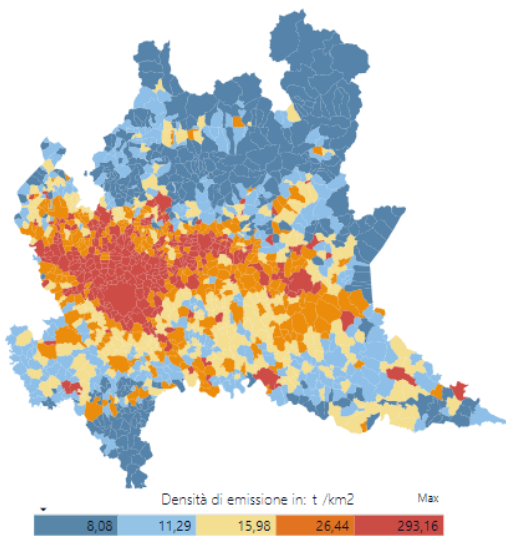 Densità di emissione in: t /km2 Max
8,08 11,29 15,98 26,44 293,16